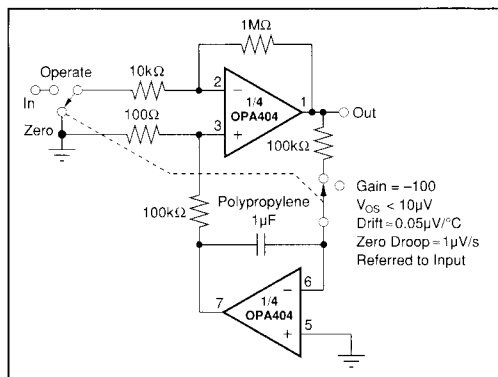 1MΩ
Operate
10kΩ
In
2
−
1
Out
1/4
OPA404
100Ω
Zero
3
+
100kΩ
100kΩ
Polypropylene
1µF
Gain = –100
V_OS < 10µV
Drift ≈ 0.05µV/°C
Zero Droop ≈ 1µV/s
Referred to Input
6
−
7
1/4
OPA404
+
5